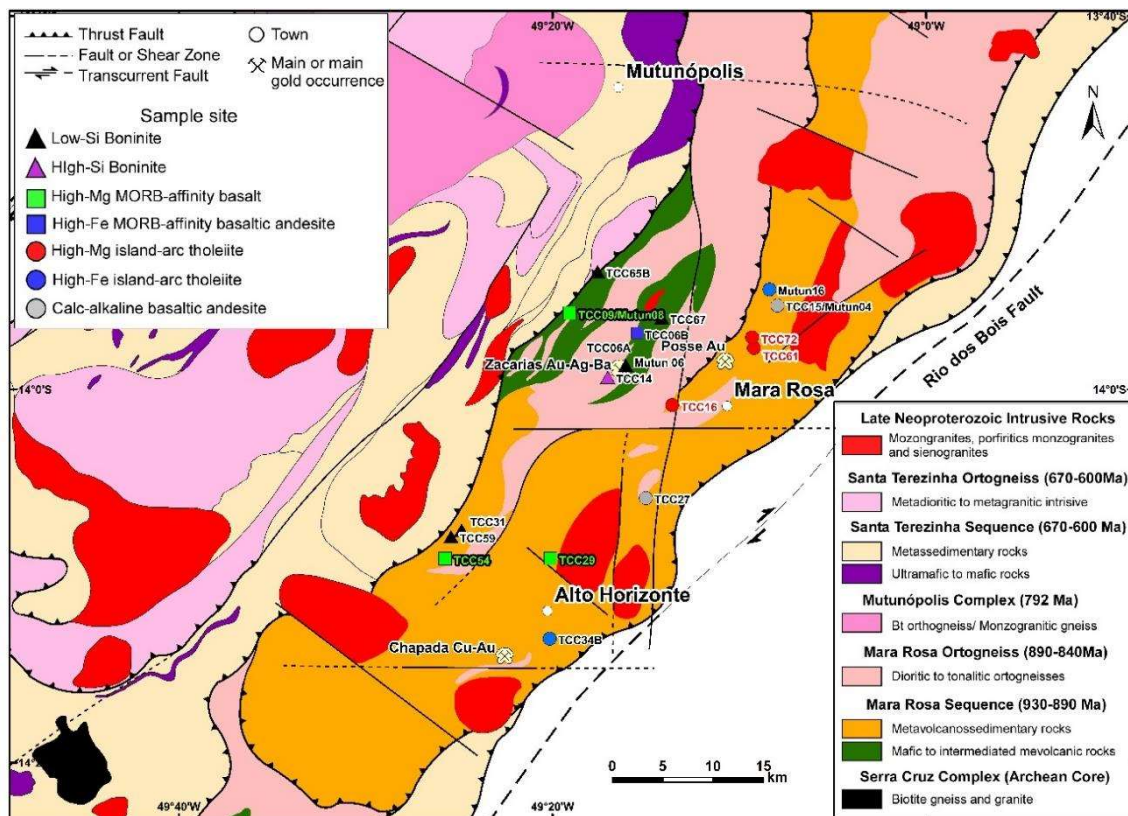 49°20'W
49°0'W
13°40'S
Thrust Fault
Fault or Shear Zone
Transcurrent Fault
Town
Main or main
gold occurrence
Sample site
Low-Si Boninite
HIgh-Si Boninite
High-Mg MORB-affinity basalt
High-Fe MORB-affinity basaltic andesite
High-Mg island-arc tholeiite
High-Fe island-arc tholeiite
Calc-alkaline basaltic andesite
Mutunópolis
N
TCC65B
Mutun16
TCC15/Mutun04
TCC09/Mutun08
TCC67
TCC06B
TCC72
TCC06A
Posse Au
TCC61
Zacarias Au-Ag-Ba
Mutun 06
TCC14
Rio dos Bois Fault
14°0'S
14°0'S
Mara Rosa
TCC16
TCC27
TCC31
TCC59
TCC54
TCC29
Alto Horizonte
TCC34B
Chapada Cu-Au
14°2
49°40'W
49°20'W
0 5 10 15
km
Late Neoproterozoic Intrusive Rocks
Mozongranites, porfiritics monzogranites
and sienogranites
Santa Terezinha Ortogneiss (670-600Ma)
Metadioritic to metagranitic intrisive
Santa Terezinha Sequence (670-600 Ma)
Metassedimentary rocks
Ultramafic to mafic rocks
Mutunópolis Complex (792 Ma)
Bt orthogneiss/ Monzogranitic gneiss
Mara Rosa Ortogneiss (890-840Ma)
Dioritic to tonalitic ortogneisses
Mara Rosa Sequence (930-890 Ma)
Metavolcanossedimentary rocks
Mafic to intermediated mevolcanic rocks
Serra Cruz Complex (Archean Core)
Biotite gneiss and granite